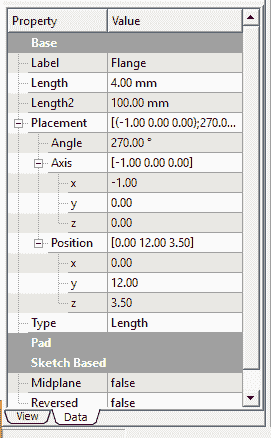 Property Value
Base
Label Flange
Length 4.00 mm
Length2 100.00 mm
Placement [(-1.00 0.00 0.00);270.0...
Angle 270.00 °
Axis [-1.00 0.00 0.00]
x -1.00
y 0.00
z 0.00
Position [0.00 12.00 3.50]
x 0.00
y 12.00
z 3.50
Type Length
Pad
Sketch Based
Midplane false
Reversed false
View Data